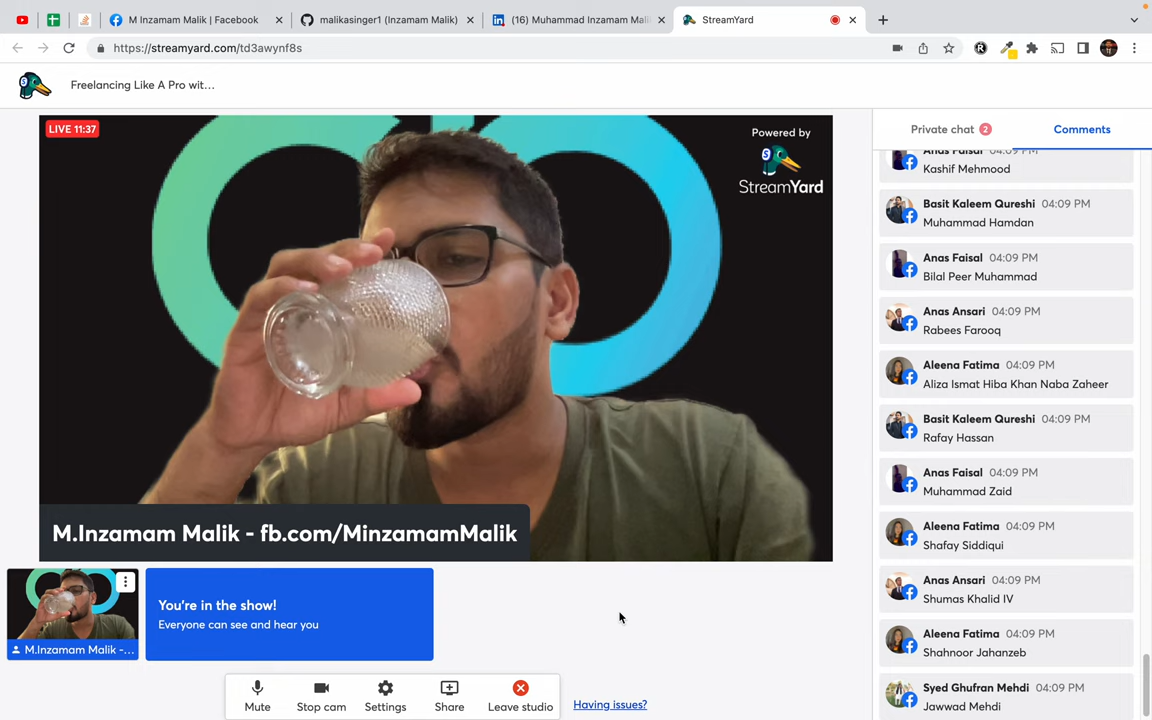 M Inzamam Malik | Facebook
malikasinger1 (Inzamam Malik)
(16) Muhammad Inzamam Malik
StreamYard
https://streamyard.com/td3awynf8s
Freelancing Like A Pro wit...
LIVE 11:37
Powered by
StreamYard
M.Inzamam Malik - fb.com/MinzamamMalik
M.Inzamam Malik -...
You're in the show!
Everyone can see and hear you
Mute
Stop cam
Settings
Share
Leave studio
Having issues?
Private chat 2
Comments
Anas Faisal 04:09 PM
Kashif Mehmood
Basit Kaleem Qureshi 04:09 PM
Muhammad Hamdan
Anas Faisal 04:09 PM
Bilal Peer Muhammad
Anas Ansari 04:09 PM
Rabees Farooq
Aleena Fatima 04:09 PM
Aliza Ismat Hiba Khan Naba Zaheer
Basit Kaleem Qureshi 04:09 PM
Rafay Hassan
Anas Faisal 04:09 PM
Muhammad Zaid
Aleena Fatima 04:09 PM
Shafay Siddiqui
Anas Ansari 04:09 PM
Shumas Khalid IV
Aleena Fatima 04:09 PM
Shahnoor Jahanzeb
Syed Ghufran Mehdi 04:09 PM
Jawwad Mehdi